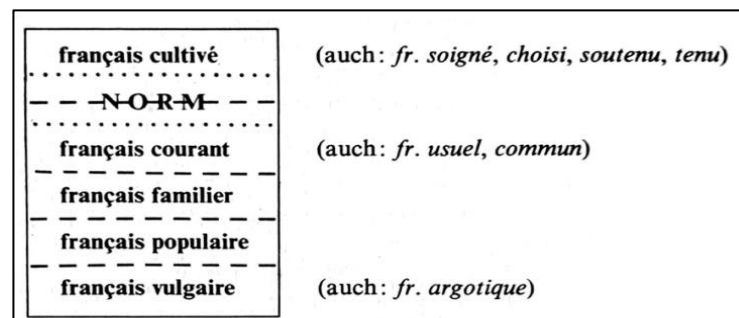 français cultivé (auch: fr. soigné, choisi, soutenu, tenu)
NORM
français courant (auch: fr. usuel, commun)
français familier
français populaire
français vulgaire (auch: fr. argotique)